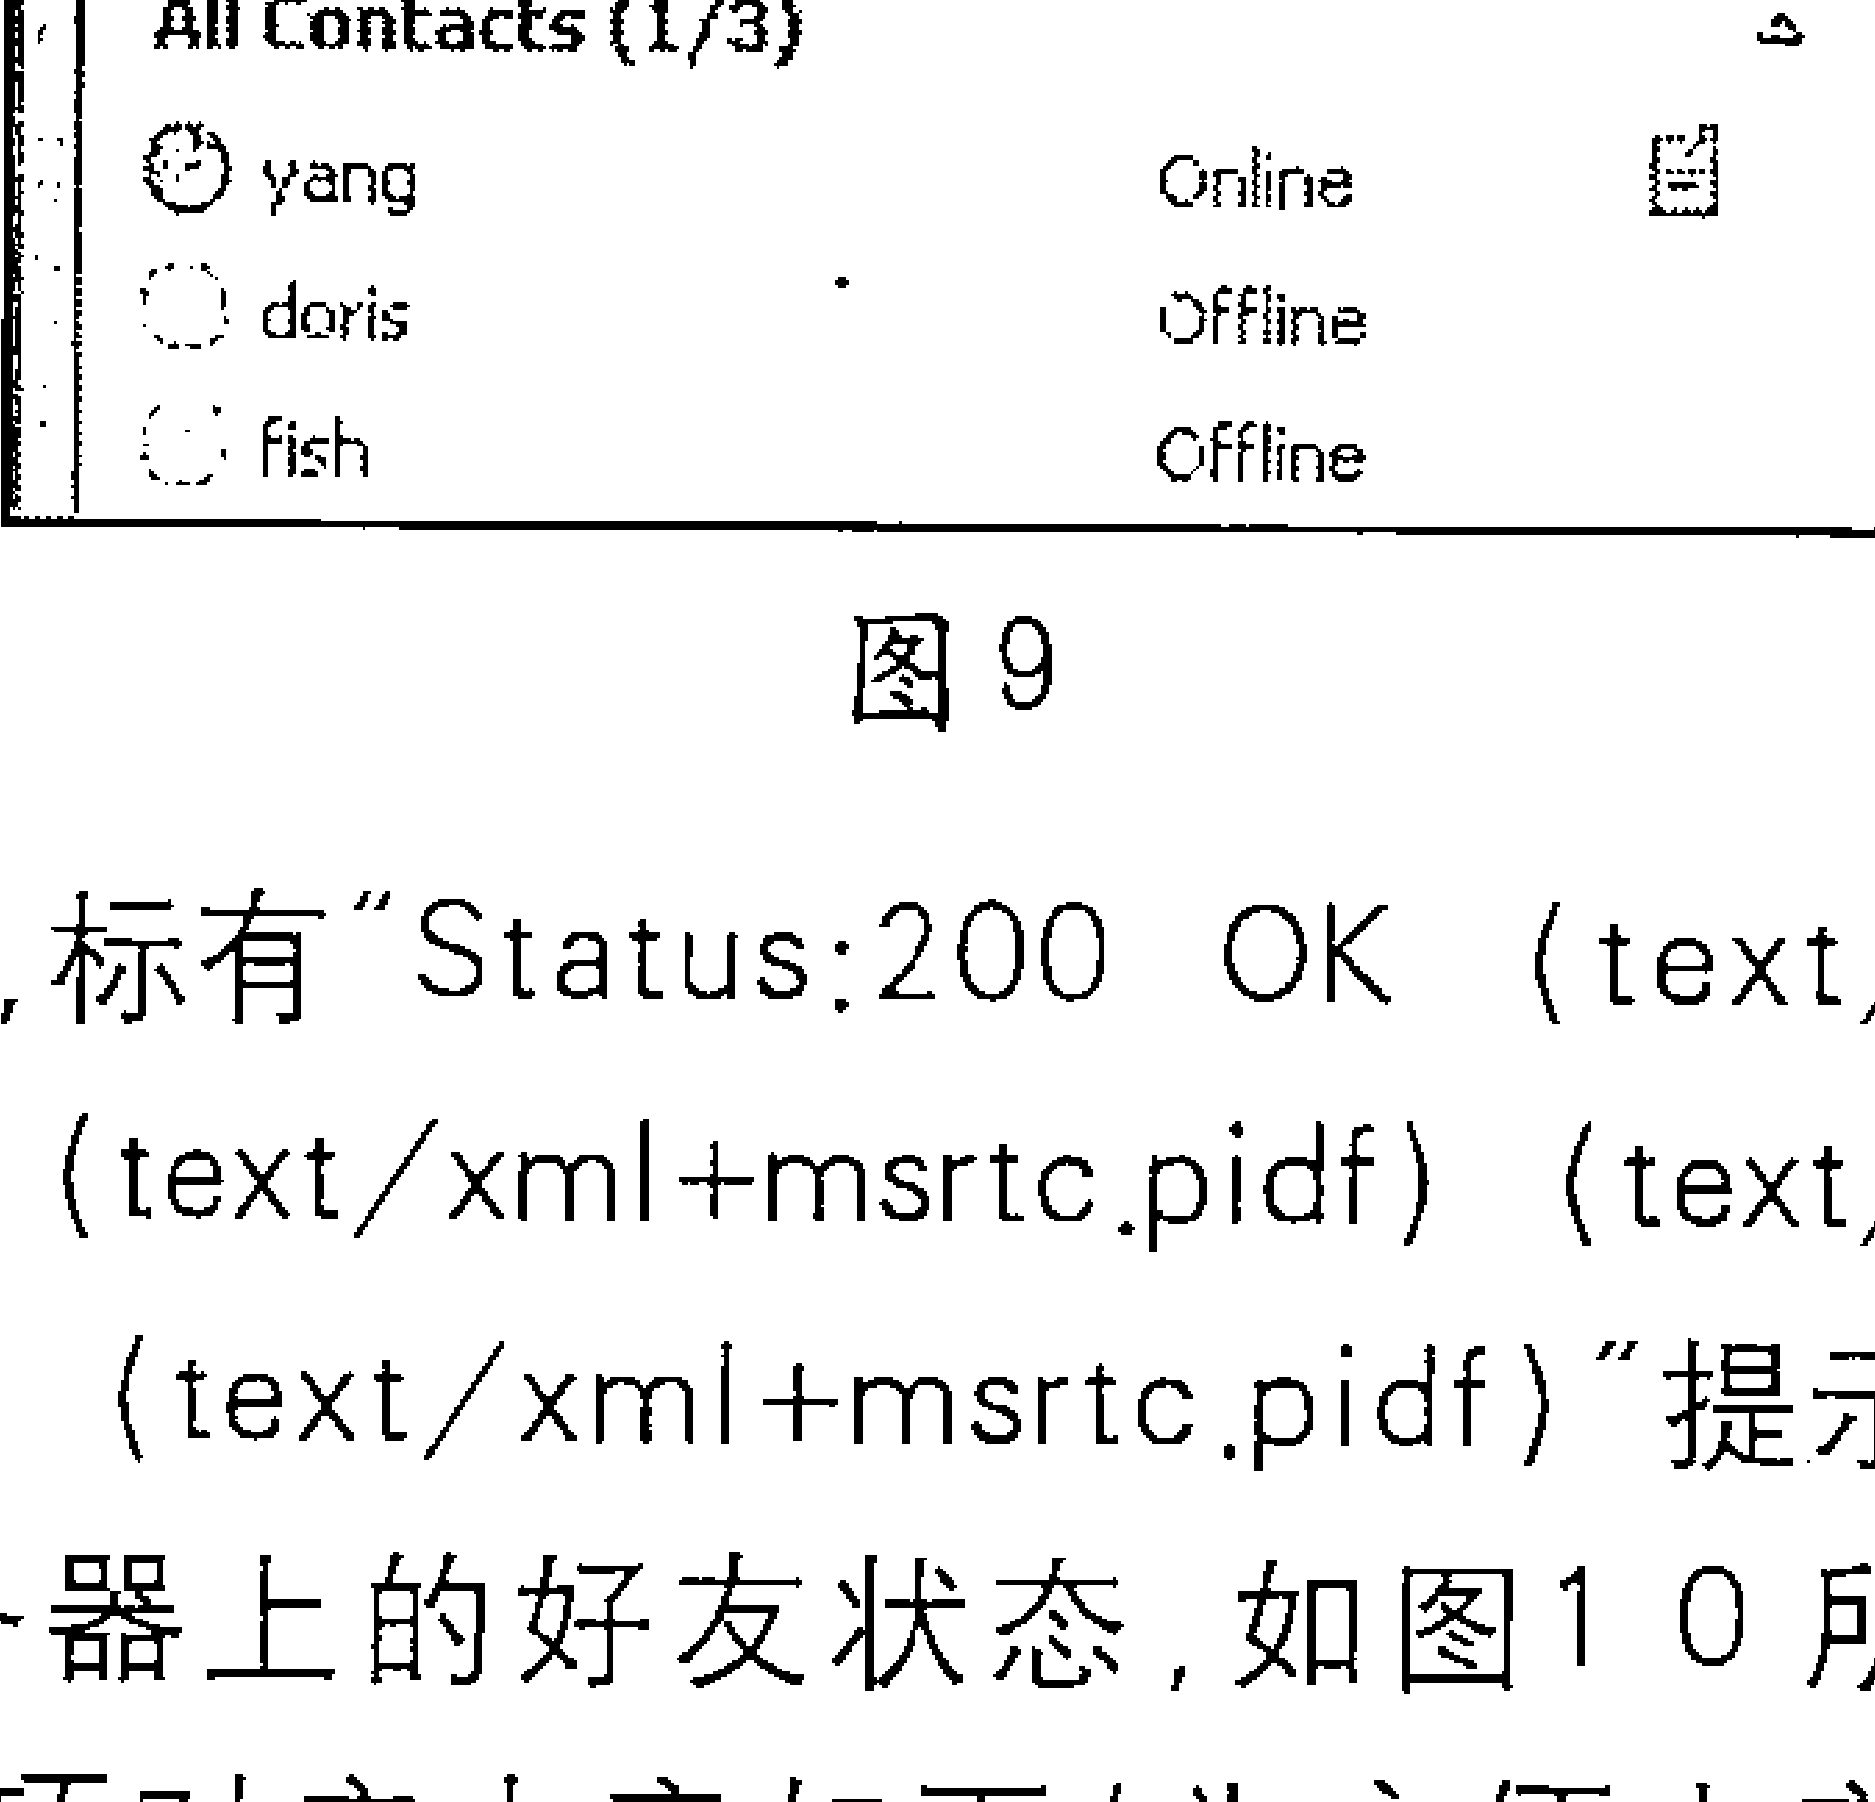 All Contacts (1/3)
yang Online
doris Offline
fish Offline
图 9
,标有"Status:200 OK (text/
(text/xml+msrtc.pidf) (text/
(text/xml+msrtc.pidf)"提示
器上的好友状态,如图10所